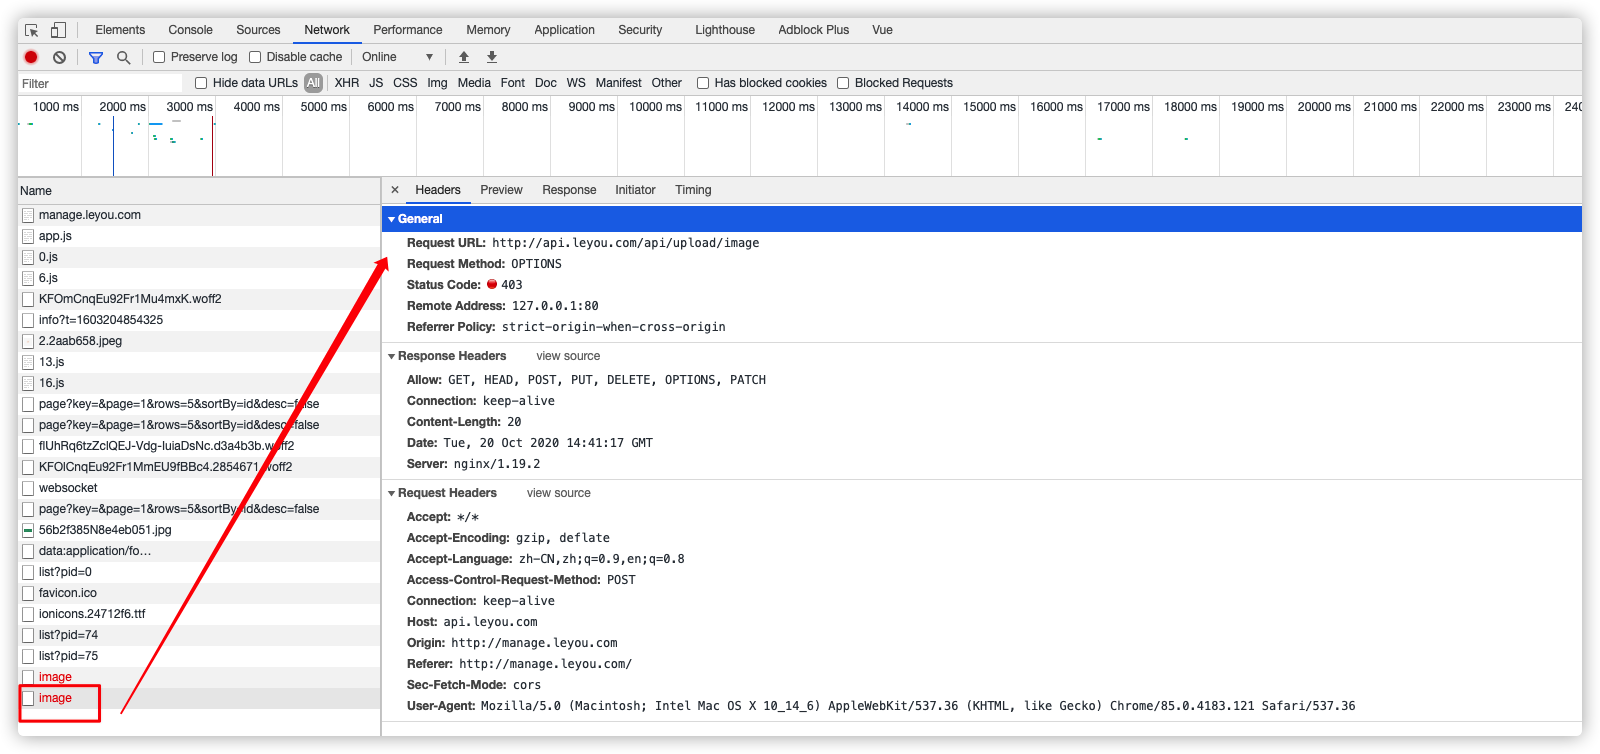 Elements Console Sources Network Performance Memory Application Security Lighthouse Adblock Plus Vue
Preserve log Disable cache Online
Filter Hide data URLs All XHR JS CSS Img Media Font Doc WS Manifest Other Has blocked cookies Blocked Requests
1000 ms 2000 ms 3000 ms 4000 ms 5000 ms 6000 ms 7000 ms 8000 ms 9000 ms 10000 ms 11000 ms 12000 ms 13000 ms 14000 ms 15000 ms 16000 ms 17000 ms 18000 ms 19000 ms 20000 ms 21000 ms 22000 ms 23000 ms 240
Name
manage.leyou.com
app.js
0.js
6.js
KFOmCnqEu92Fr1Mu4mxK.woff2
info?t=1603204854325
2.2aab658.jpeg
13.js
16.js
page?key=&page=1&rows=5&sortBy=id&desc=false
page?key=&page=1&rows=5&sortBy=id&desc=false
flUhRq6tzZclQEJ-Vdg-IuiaDsNc.d3a4b3b.woff2
KFOlCnqEu92Fr1MmEU9fBBc4.2854671.woff2
websocket
page?key=&page=1&rows=5&sortBy=id&desc=false
56b2f385N8e4eb051.jpg
data:application/fo…
list?pid=0
favicon.ico
ionicons.24712f6.ttf
list?pid=74
list?pid=75
image
image
× Headers Preview Response Initiator Timing
General
Request URL: http://api.leyou.com/api/upload/image
Request Method: OPTIONS
Status Code: 403
Remote Address: 127.0.0.1:80
Referrer Policy: strict-origin-when-cross-origin
Response Headers view source
Allow: GET, HEAD, POST, PUT, DELETE, OPTIONS, PATCH
Connection: keep-alive
Content-Length: 20
Date: Tue, 20 Oct 2020 14:41:17 GMT
Server: nginx/1.19.2
Request Headers view source
Accept: */*
Accept-Encoding: gzip, deflate
Accept-Language: zh-CN,zh;q=0.9,en;q=0.8
Access-Control-Request-Method: POST
Connection: keep-alive
Host: api.leyou.com
Origin: http://manage.leyou.com
Referer: http://manage.leyou.com/
Sec-Fetch-Mode: cors
User-Agent: Mozilla/5.0 (Macintosh; Intel Mac OS X 10_14_6) AppleWebKit/537.36 (KHTML, like Gecko) Chrome/85.0.4183.121 Safari/537.36